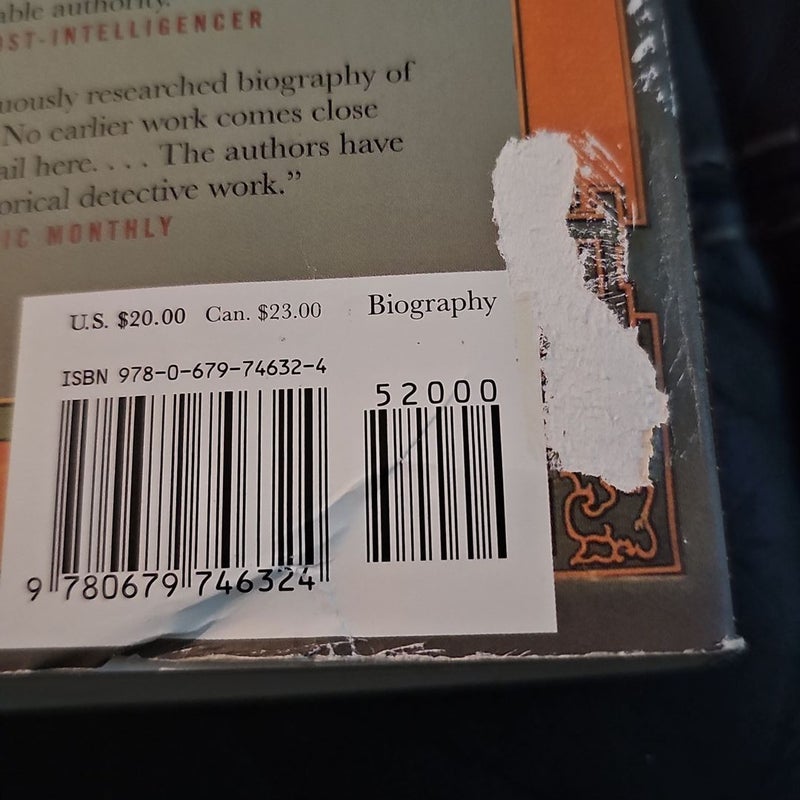 able authority.
OST-INTELLIGENCER
uously researched biography of
No earlier work comes close
ail here. . . . The authors have
orical detective work.”
IC MONTHLY
U.S. $20.00 Can. $23.00 Biography
ISBN 978-0-679-74632-4
52000
9 780679 746324